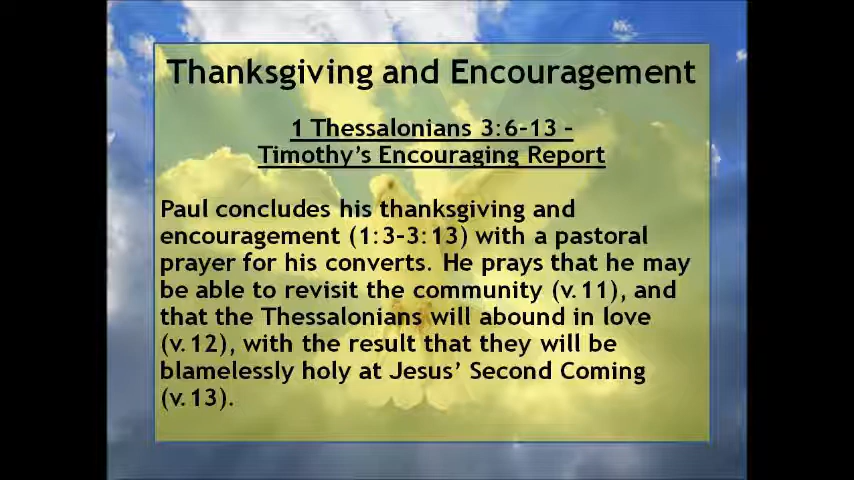 Thanksgiving and Encouragement
1 Thessalonians 3:6-13 -
Timothy's Encouraging Report
Paul concludes his thanksgiving and
encouragement (1:3-3:13) with a pastoral
prayer for his converts. He prays that he may
be able to revisit the community (v.11), and
that the Thessalonians will abound in love
(v.12), with the result that they will be
blamelessly holy at Jesus' Second Coming
(v.13).